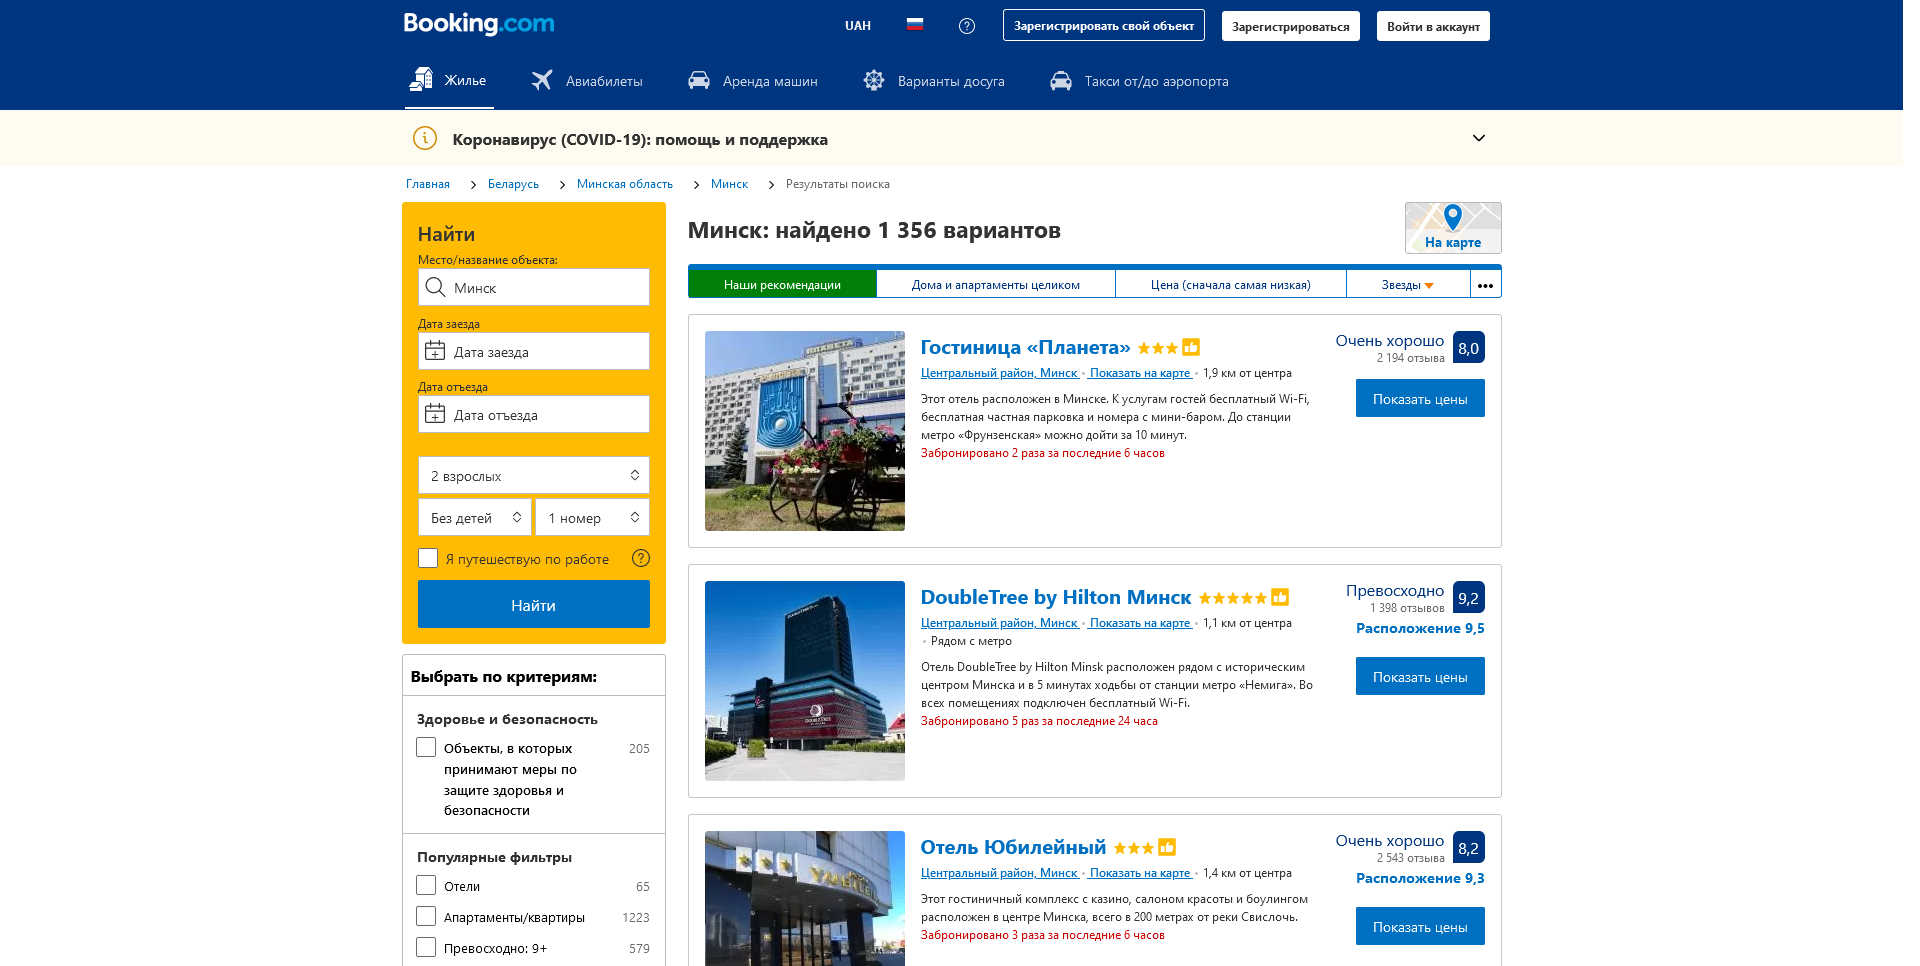 Booking.com
UAH
Зарегистрировать свой объект
Зарегистрироваться
Войти в аккаунт
Жилье
Авиабилеты
Аренда машин
Варианты досуга
Такси от/до аэропорта
Коронавирус (COVID-19): помощь и поддержка
Главная
Беларусь
Минская область
Минск
Результаты поиска
Найти
Место/название объекта:
Минск
Дата заезда
Дата заезда
Дата отъезда
Дата отъезда
2 взрослых
Без детей
1 номер
Я путешествую по работе
Найти
Выбрать по критериям:
Здоровье и безопасность
Объекты, в которых 205
принимают меры по
защите здоровья и
безопасности
Популярные фильтры
Отели 65
Апартаменты/квартиры 1223
Превосходно: 9+ 579
Минск: найдено 1 356 вариантов
На карте
Наши рекомендации
Дома и апартаменты целиком
Цена (сначала самая низкая)
Звезды
ПЛАНЕТА
Гостиница «Планета»
Центральный район, Минск • Показать на карте • 1,9 км от центра
Этот отель расположен в Минске. К услугам гостей бесплатный Wi-Fi,
бесплатная частная парковка и номера с мини-баром. До станции
метро «Фрунзенская» можно дойти за 10 минут.
Забронировано 2 раза за последние 6 часов
Очень хорошо 8,0
2 194 отзыва
Показать цены
DOUBLETREE
DoubleTree by Hilton Минск
Центральный район, Минск • Показать на карте • 1,1 км от центра
• Рядом с метро
Отель DoubleTree by Hilton Minsk расположен рядом с историческим
центром Минска и в 5 минутах ходьбы от станции метро «Немига». Во
всех помещениях подключен бесплатный Wi-Fi.
Забронировано 5 раз за последние 24 часа
Превосходно 9,2
1 398 отзывов
Расположение 9,5
Показать цены
Отель Юбилейный
Центральный район, Минск • Показать на карте • 1,4 км от центра
Этот гостиничный комплекс с казино, салоном красоты и боулингом
расположен в центре Минска, всего в 200 метрах от реки Свислочь.
Забронировано 3 раза за последние 6 часов
Очень хорошо 8,2
2 543 отзыва
Расположение 9,3
Показать цены